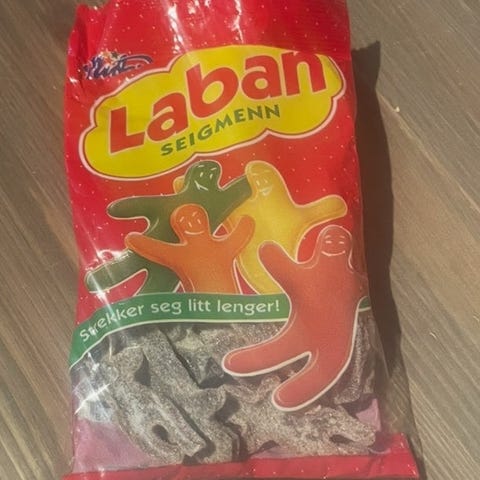 Laban
SEIGMENN
Strekker seg litt lenger!